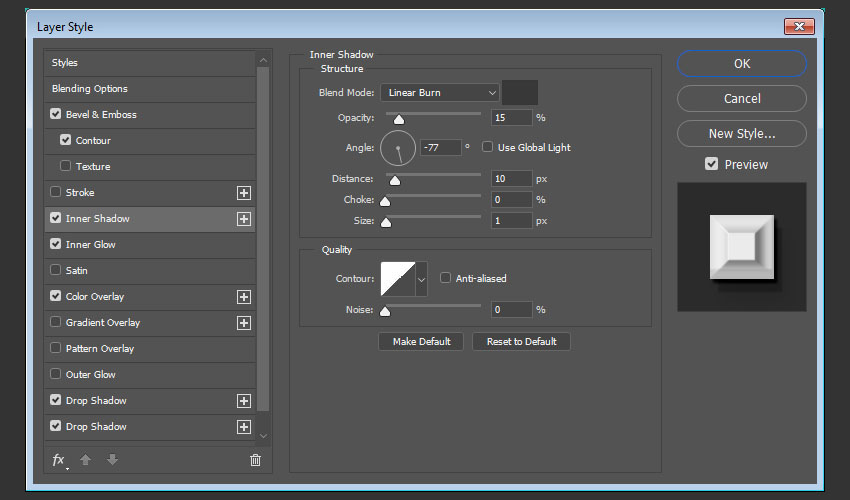 Layer Style
Styles
Blending Options
Bevel & Emboss
Contour
Texture
Stroke
Inner Shadow
Inner Glow
Satin
Color Overlay
Gradient Overlay
Pattern Overlay
Outer Glow
Drop Shadow
Drop Shadow
fx
Inner Shadow
Structure
Blend Mode: Linear Burn
Opacity: 15 %
Angle: -77 ° Use Global Light
Distance: 10 px
Choke: 0 %
Size: 1 px
Quality
Contour: Anti-aliased
Noise: 0 %
Make Default Reset to Default
OK
Cancel
New Style...
Preview